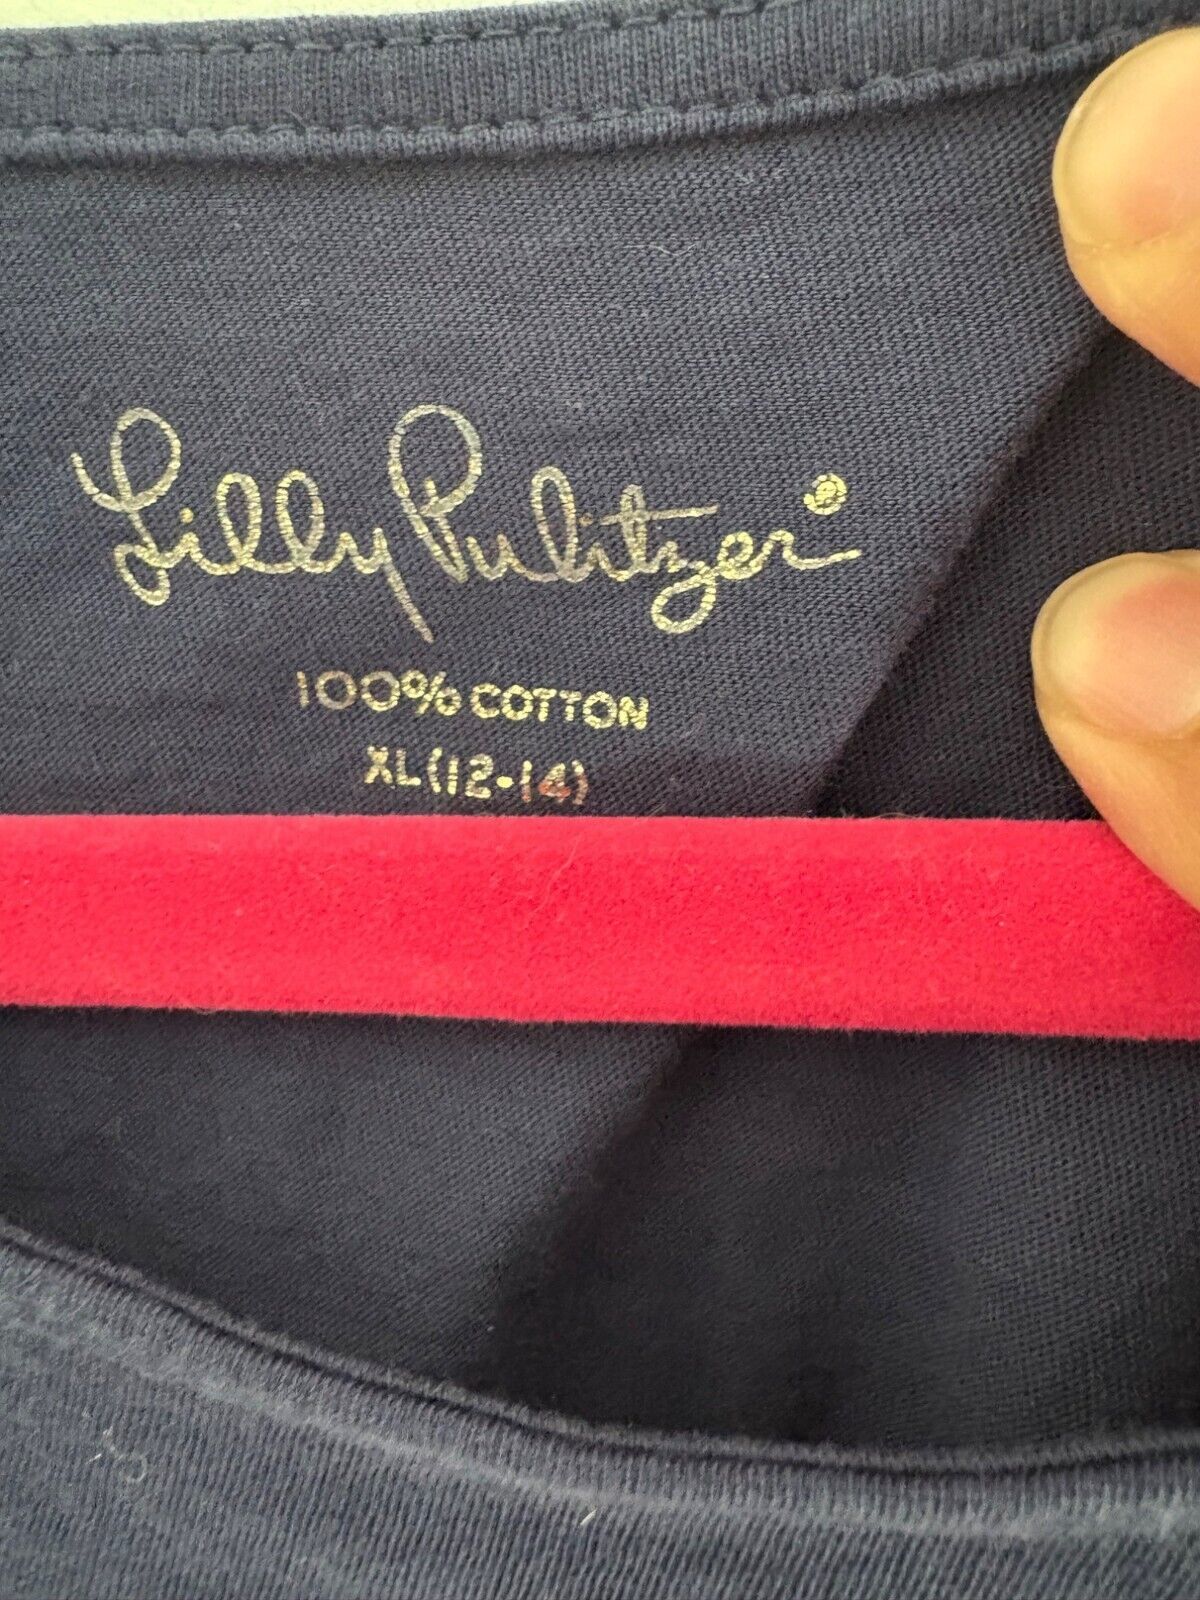 Lilly Pulitzer®
100% COTTON
XL (12-14)